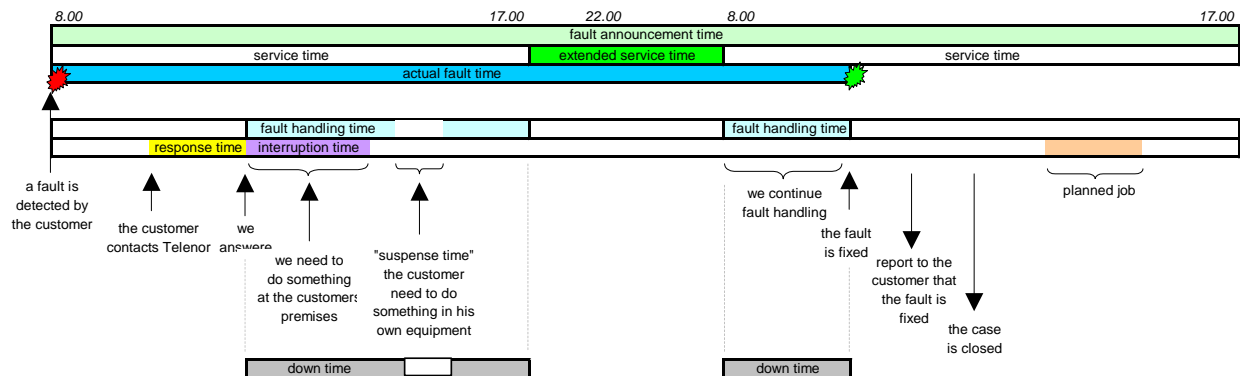 8.00 17.00 22.00 8.00 17.00
fault announcement time
service time extended service time service time
actual fault time
fault handling time fault handling time
response time interruption time
a fault is
detected by
the customer
the customer
contacts Telenor
we
answere
we need to
do something
at the customers
premises
"suspense time"
the customer
need to do
something in his
own equipment
we continue
fault handling
the fault
is fixed
report to the
customer that
the fault is
fixed
the case
is closed
planned job
down time down time